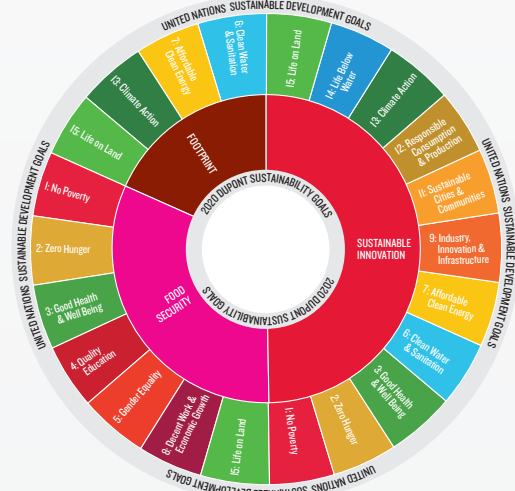 UNITED NATIONS SUSTAINABLE DEVELOPMENT GOALS
15: Life on Land
14: Life Below
Water
13: Climate Action
12: Responsible
Consumption
& Production
11: Sustainable
Cities &
Communities
9: Industry,
Innovation &
Infrastructure
7: Affordable
Clean Energy
6: Clean Water
& Sanitation
3: Good Health
& Well Being
2: Zero Hunger
1: No Poverty
UNITED NATIONS SUSTAINABLE DEVELOPMENT GOALS
15: Life on Land
8: Decent Work &
Economic Growth
5: Gender Equality
4: Quality
Education
3: Good Health
& Well Being
2: Zero Hunger
1: No Poverty
UNITED NATIONS SUSTAINABLE DEVELOPMENT GOALS
15: Life on Land
13: Climate Action
7: Affordable
Clean Energy
6: Clean Water
& Sanitation
UNITED NATIONS SUSTAINABLE DEVELOPMENT GOALS
FOOTPRINT
SUSTAINABLE
INNOVATION
FOOD
SECURITY
2020 DUPONT SUSTAINABILITY GOALS
2020 DUPONT SUSTAINABILITY GOALS